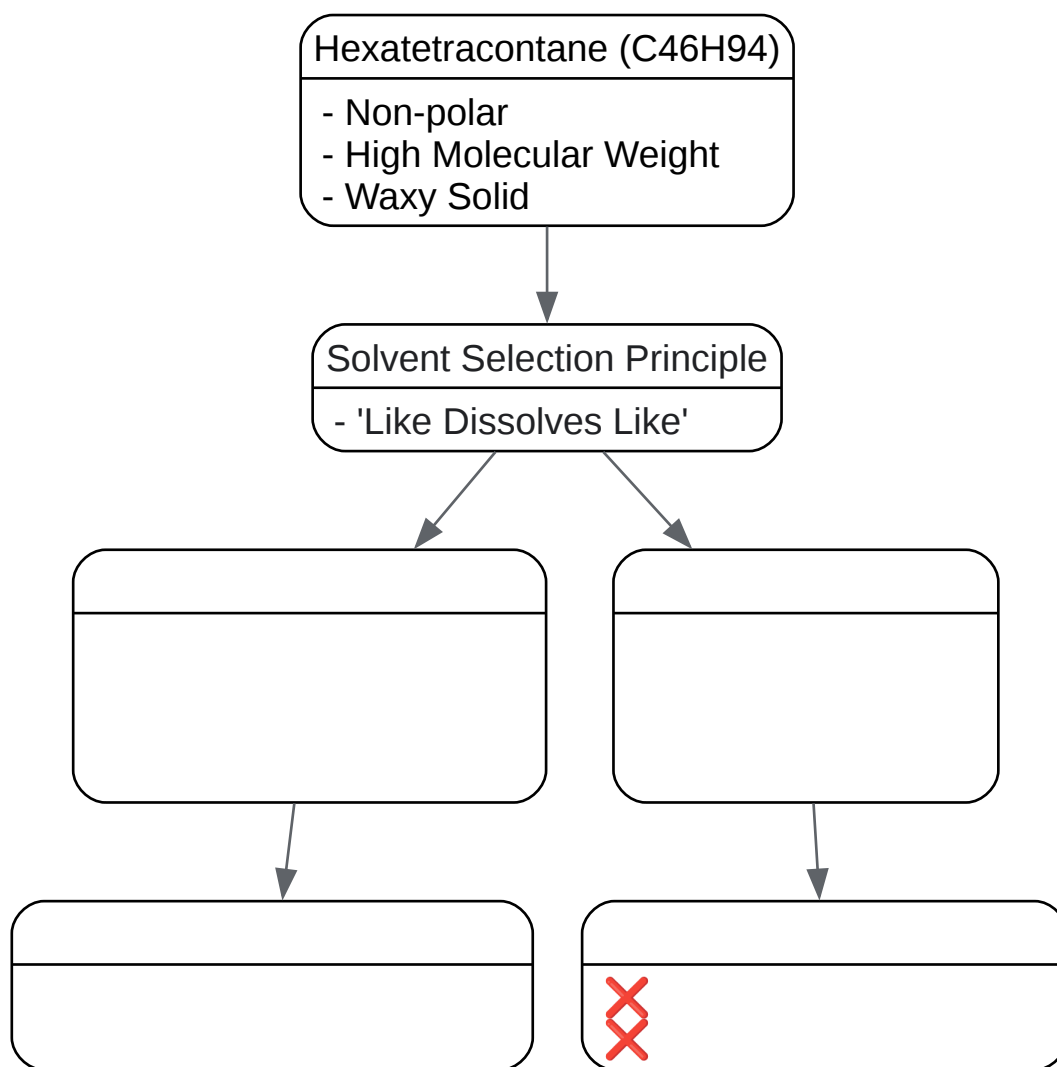 Hexatetracontane (C46H94)
- Non-polar
- High Molecular Weight
- Waxy Solid
Solvent Selection Principle
- 'Like Dissolves Like'
❌
❌